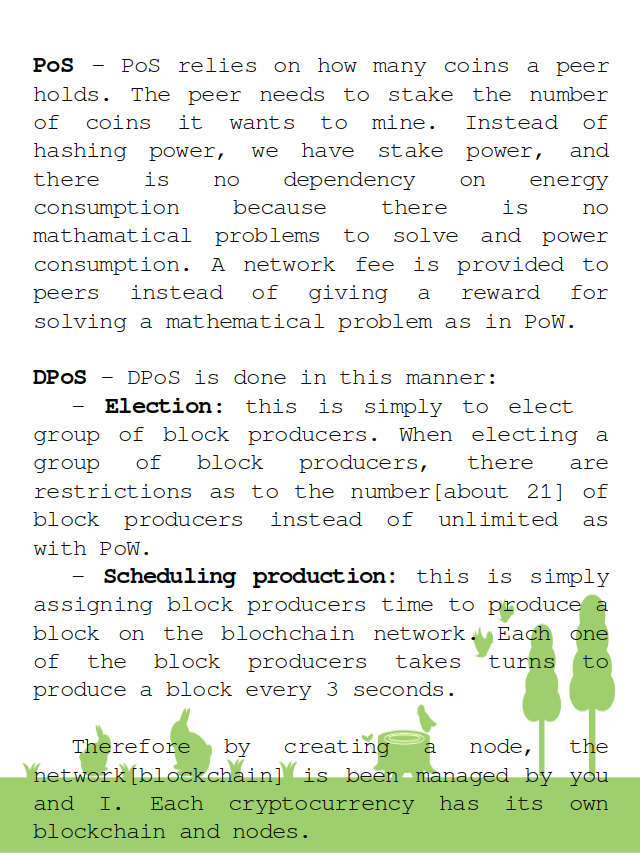 PoS – PoS relies on how many coins a peer
holds. The peer needs to stake the number
of coins it wants to mine. Instead of
hashing power, we have stake power, and
there is no dependency on energy
consumption because there is no
mathamatical problems to solve and power
consumption. A network fee is provided to
peers instead of giving a reward for
solving a mathematical problem as in PoW.
DPoS – DPoS is done in this manner:
– Election: this is simply to elect
group of block producers. When electing a
group of block producers, there are
restrictions as to the number[about 21] of
block producers instead of unlimited as
with PoW.
– Scheduling production: this is simply
assigning block producers time to produce a
block on the blochchain network. Each one
of the block producers takes turns to
produce a block every 3 seconds.
Therefore by creating a node, the
network[blockchain] is been managed by you
and I. Each cryptocurrency has its own
blockchain and nodes.